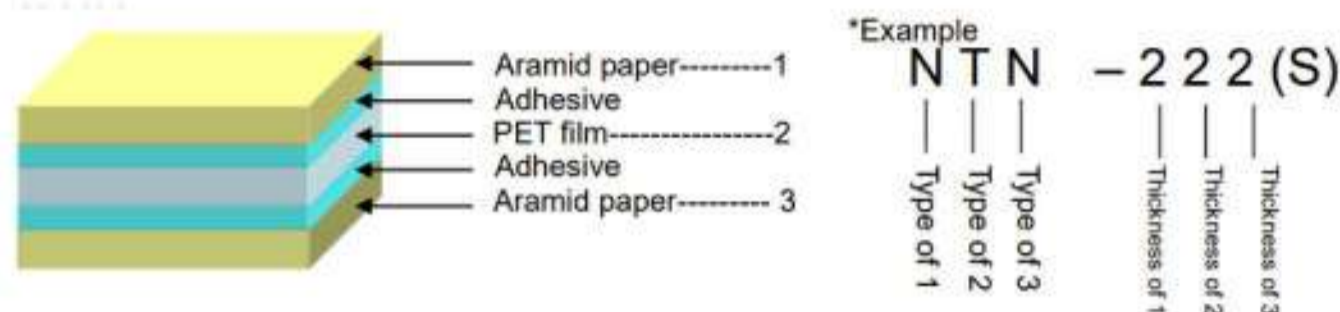 Aramid paper---------1
Adhesive
PET film----------------2
Adhesive
Aramid paper--------- 3
*Example
N T N – 2 2 2 (S)
Type of 1
Type of 2
Type of 3
Thickness of 1
Thickness of 2
Thickness of 3